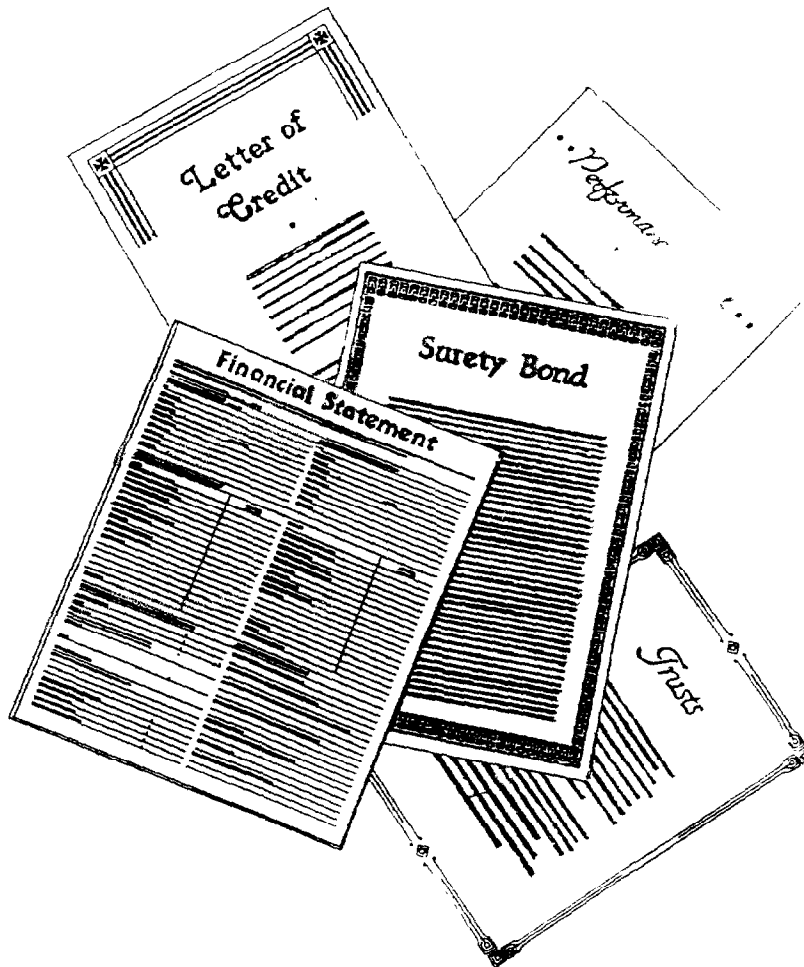 Letter of
Credit
Surety Bond
Financial Statement
Trusts